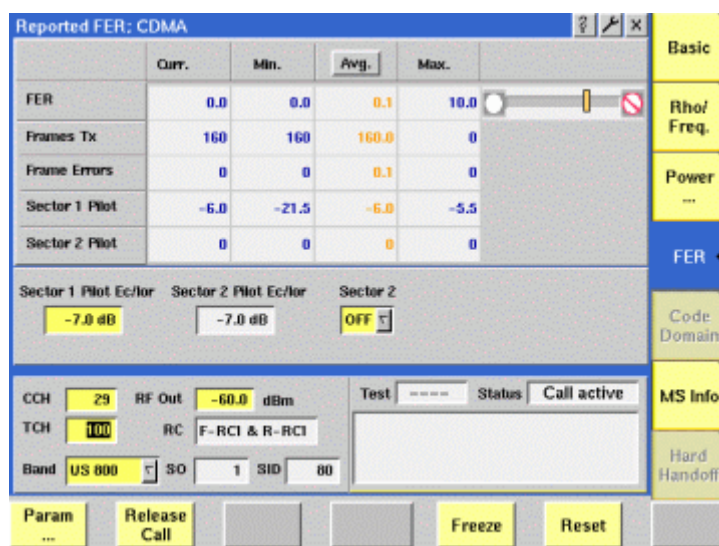 Reported FER: CDMA ? ×
Basic
Curr. Min. Avg. Max.
FER 0.0 0.0 0.1 10.0
Rho/
Freq.
Frames Tx 160 160 160.0 0
Frame Errors 0 0 0.1 0
Power
...
Sector 1 Pilot -6.0 -21.5 -6.0 -5.5
Sector 2 Pilot 0 0 0 0
FER
Sector 1 Pilot Ec/Ior Sector 2 Pilot Ec/Ior Sector 2
-7.0 dB -7.0 dB OFF
Code
Domain
CCH 29 RF Out -60.0 dBm Test ---- Status Call active
MS Info
TCH 100 RC F-RC1 & R-RC1
Band US 800 SO 1 SID 80
Hard
Handoff
Param
...
Release
Call
Freeze Reset